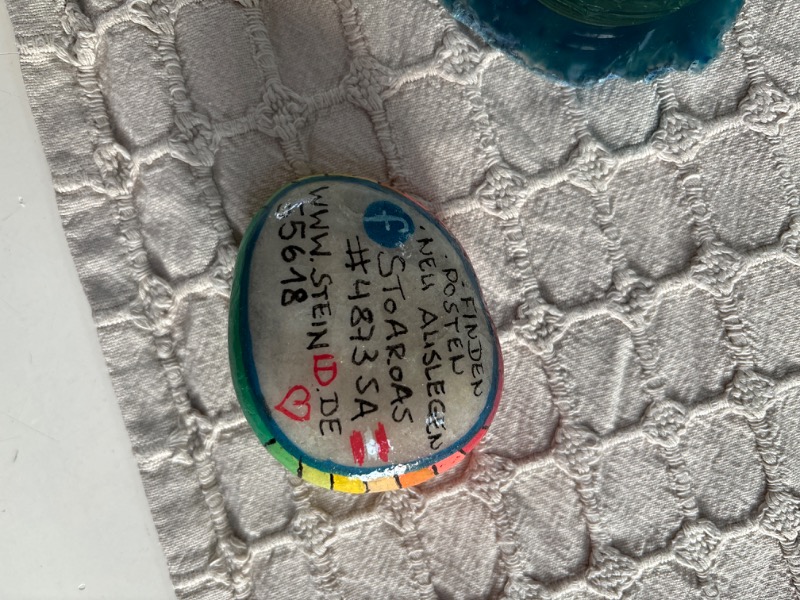 ·FINDEN
·POSTEN
·NEU AUSLEGEN
f STOAROAS
#4873SA
WWW.STEINID.DE
55618